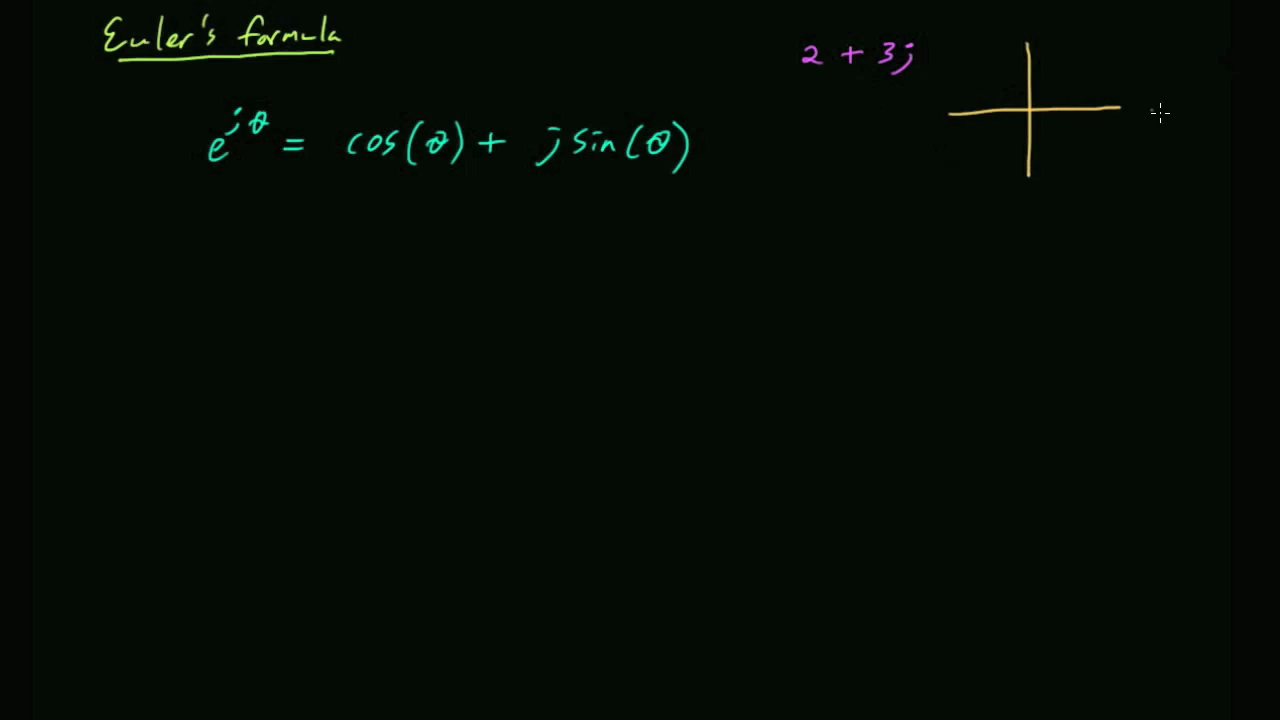 Euler's formula
2 + 3j
e^{jθ} = cos(θ) + j sin(θ)